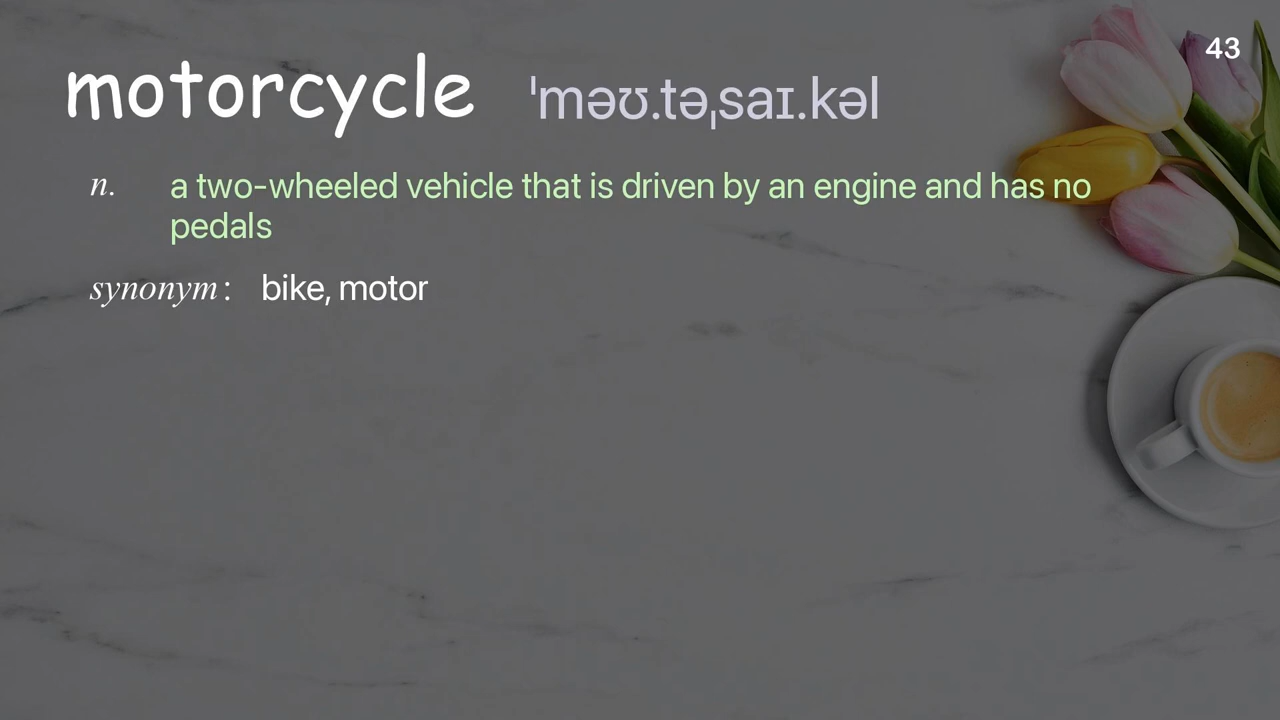 43
motorcycle ˈməʊ.təˌsaɪ.kəl
n. a two-wheeled vehicle that is driven by an engine and has no
pedals
synonym: bike, motor